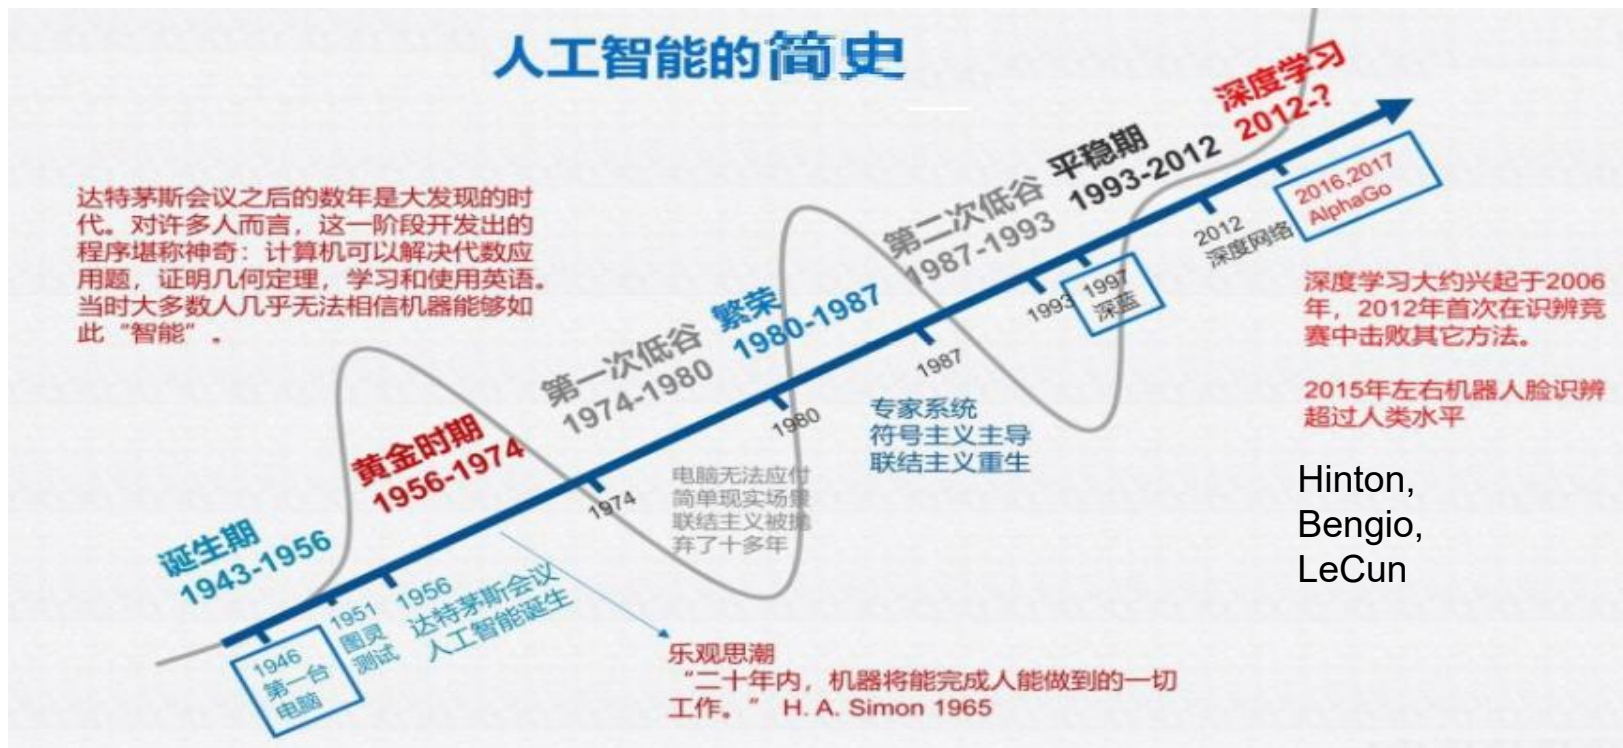 人工智能的简史
达特茅斯会议之后的数年是大发现的时
代。对许多人而言，这一阶段开发出的
程序堪称神奇：计算机可以解决代数应
用题，证明几何定理，学习和使用英语。
当时大多数人几乎无法相信机器能够如
此“智能”。
诞生期
1943-1956
黄金时期
1956-1974
第一次低谷
1974-1980
繁荣
1980-1987
第二次低谷
1987-1993
平稳期
1993-2012
深度学习
2012-?
1946
第一台
电脑
1951
图灵
测试
1956
达特茅斯会议
人工智能诞生
1974
1980
1987
1993
1997
深蓝
2012
深度网络
2016,2017
AlphaGo
电脑无法应付
简单现实场景
联结主义被抛
弃了十多年
专家系统
符号主义主导
联结主义重生
乐观思潮
“二十年内，机器将能完成人能做到的一切
工作。” H. A. Simon 1965
深度学习大约兴起于2006
年，2012年首次在识辨竞
赛中击败其它方法。
2015年左右机器人脸识辨
超过人类水平
Hinton,
Bengio,
LeCun